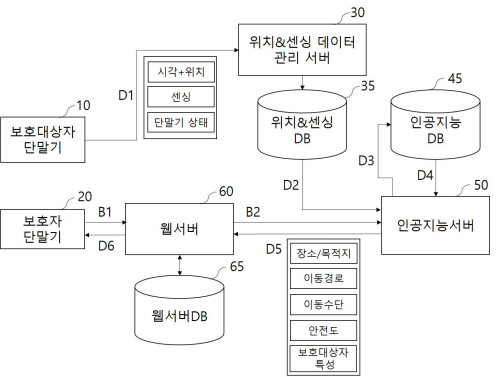 30
위치&센싱 데이터
관리 서버
D1
시각+위치
센싱
단말기 상태
10
보호대상자
단말기
35
위치&센싱
DB
45
인공지능
DB
D2
D3
D4
20
보호자
단말기
B1
D6
60
웹서버
B2
50
인공지능서버
65
웹서버DB
D5
장소/목적지
이동경로
이동수단
안전도
보호대상자
특성